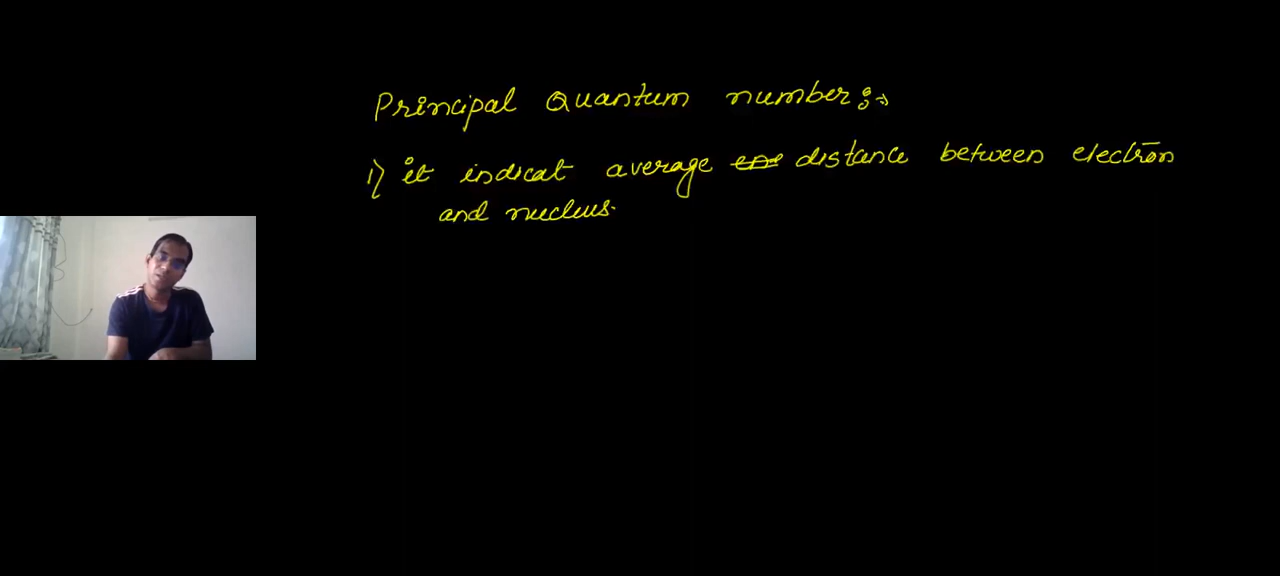 Principal Quantum number:→
1) it indicat average distance between electron
and nucleus.